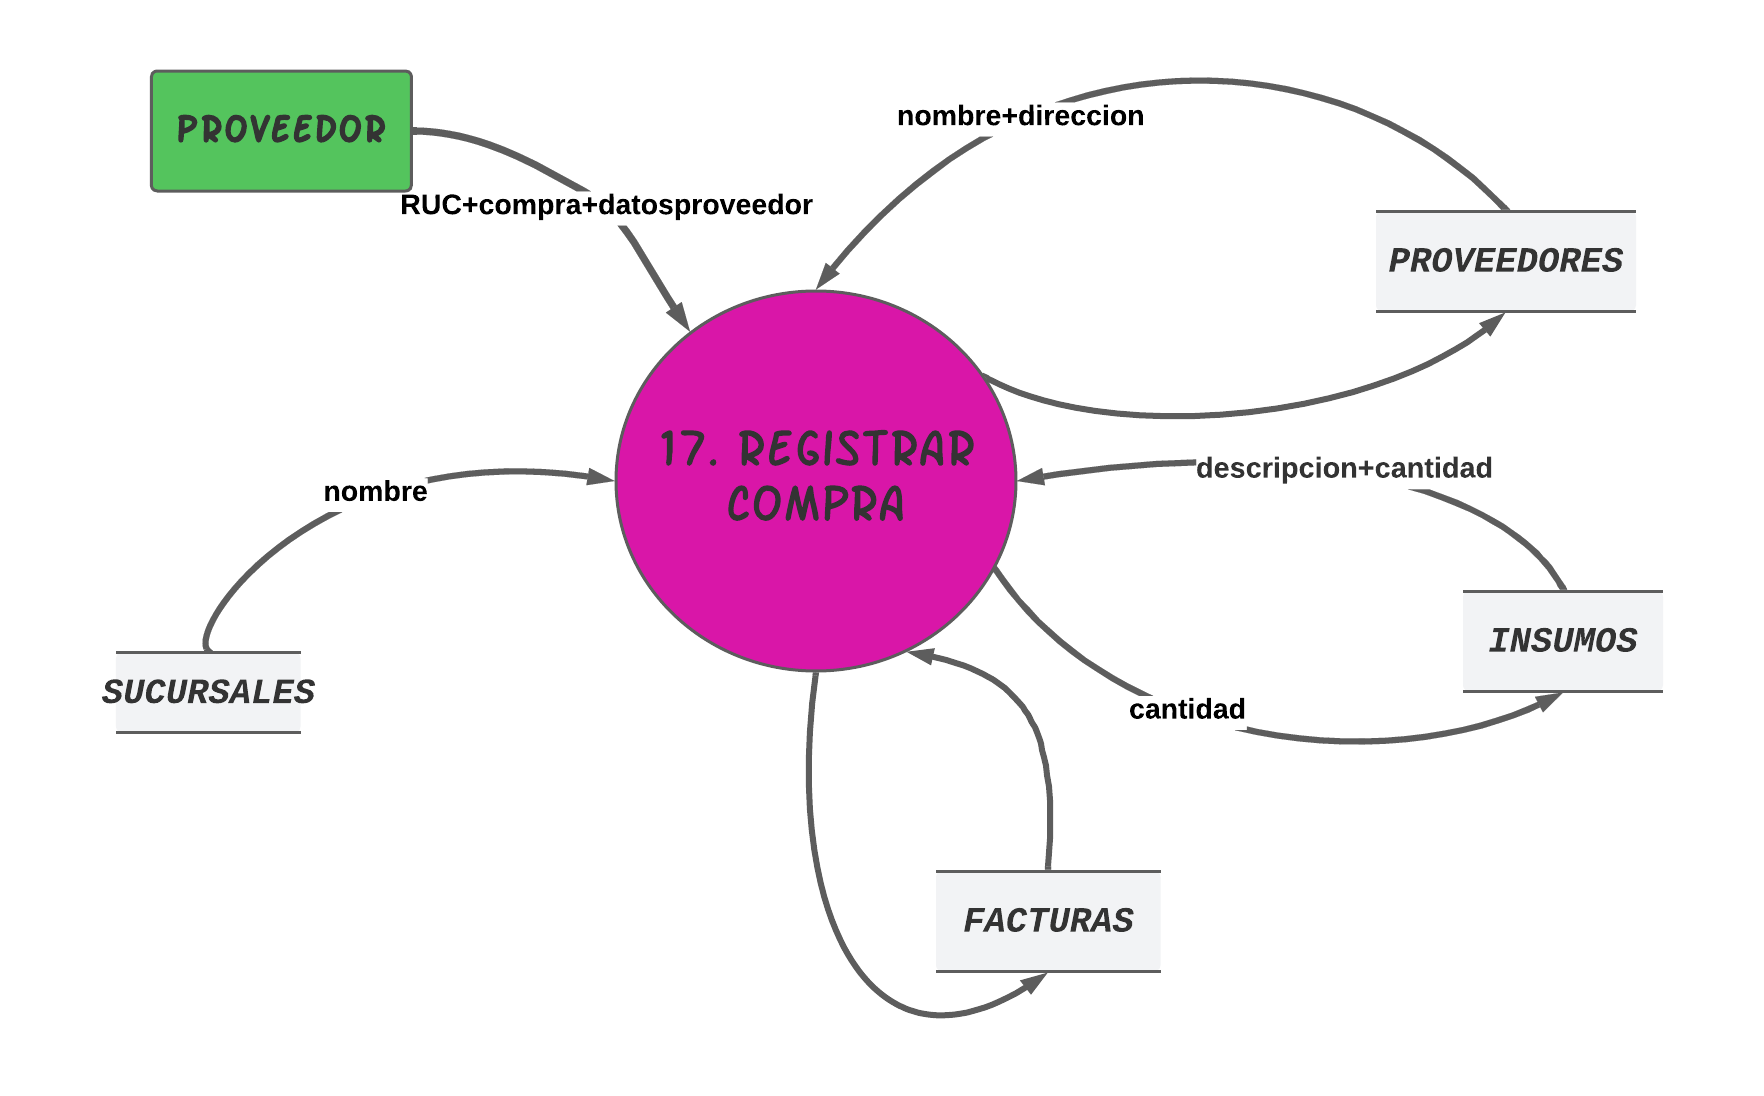 PROVEEDOR
nombre+direccion
RUC+compra+datosproveedor
PROVEEDORES
17. REGISTRAR
COMPRA
descripcion+cantidad
nombre
INSUMOS
SUCURSALES
cantidad
FACTURAS